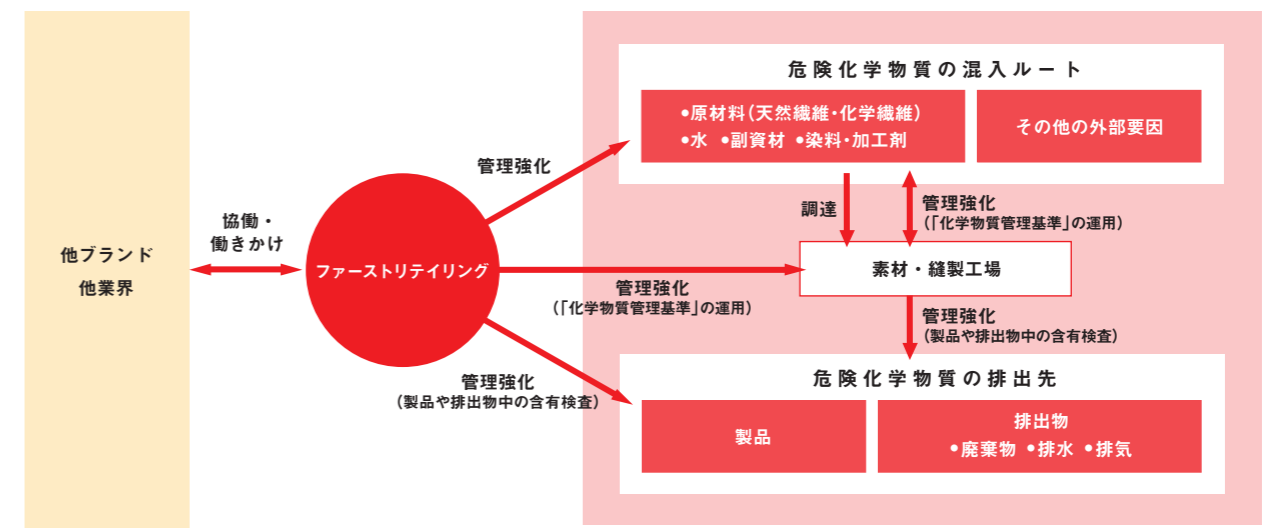 危険化学物質の混入ルート
●原材料(天然繊維・化学繊維)
●水 ●副資材 ●染料・加工剤
その他の外部要因
管理強化
調達
管理強化
(「化学物質管理基準」の運用)
協働・
働きかけ
他ブランド
他業界
ファーストリテイリング
素材・縫製工場
管理強化
(「化学物質管理基準」の運用)
管理強化
(製品や排出物中の含有検査)
管理強化
(製品や排出物中の含有検査)
危険化学物質の排出先
製品
排出物
●廃棄物 ●排水 ●排気